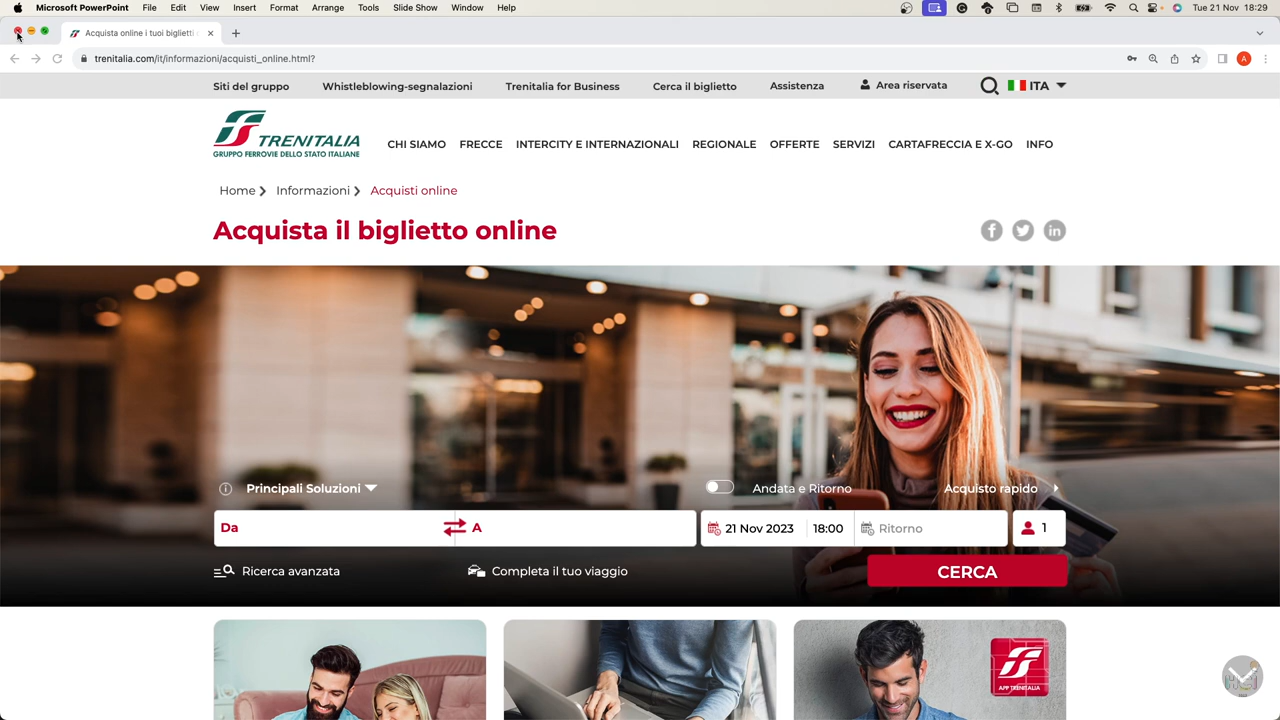 Microsoft PowerPoint File Edit View Insert Format Arrange Tools Slide Show Window Help Tue 21 Nov 18:29
Acquista online i tuoi biglietti
trenitalia.com/it/informazioni/acquisti_online.html?
A
Siti del gruppo Whistleblowing-segnalazioni Trenitalia for Business Cerca il biglietto Assistenza Area riservata ITA
TRENITALIA
GRUPPO FERROVIE DELLO STATO ITALIANE
CHI SIAMO FRECCE INTERCITY E INTERNAZIONALI REGIONALE OFFERTE SERVIZI CARTAFRECCIA E X-GO INFO
Home Informazioni Acquisti online
Acquista il biglietto online
Principali Soluzioni Andata e Ritorno Acquisto rapido
Da A 21 Nov 2023 18:00 Ritorno 1
Ricerca avanzata Completa il tuo viaggio CERCA
APP TRENITALIA